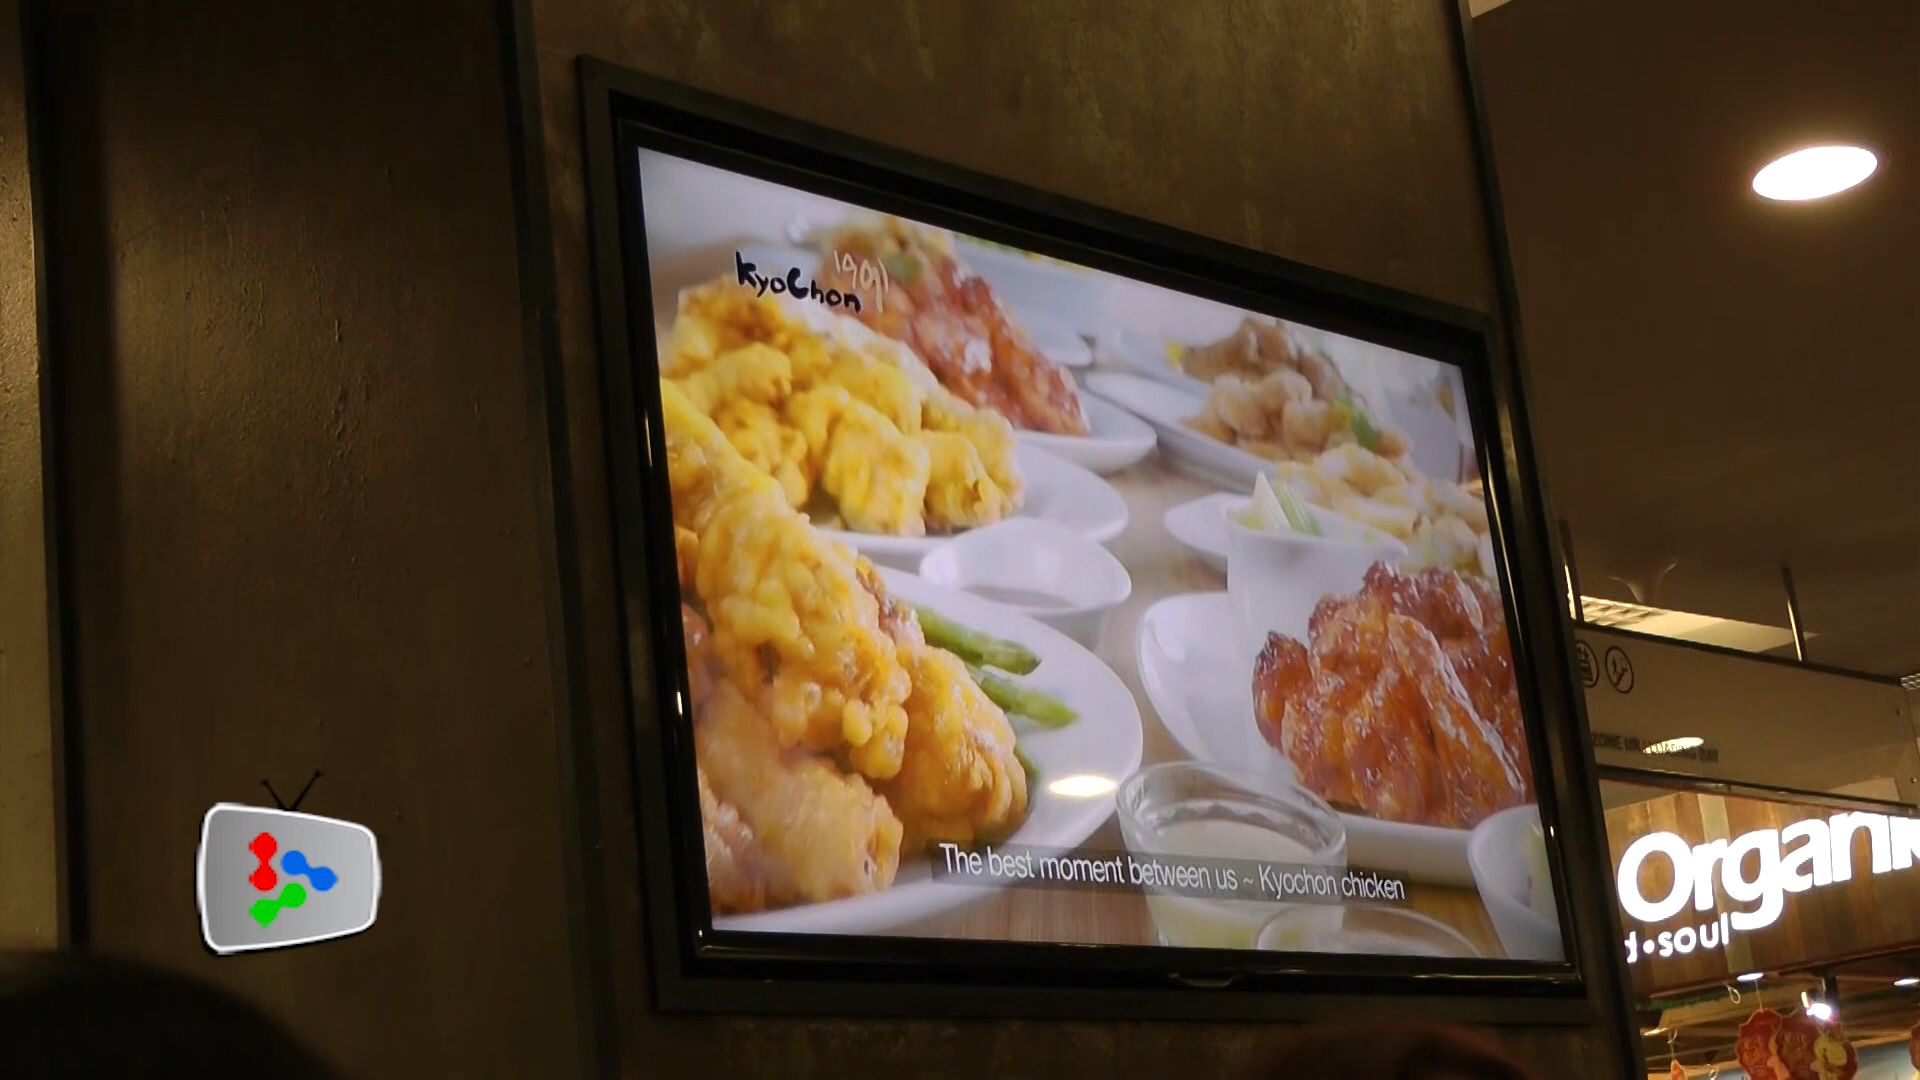 KyoChon
1991
The best moment between us ~ Kyochon chicken
Organi
d•soul